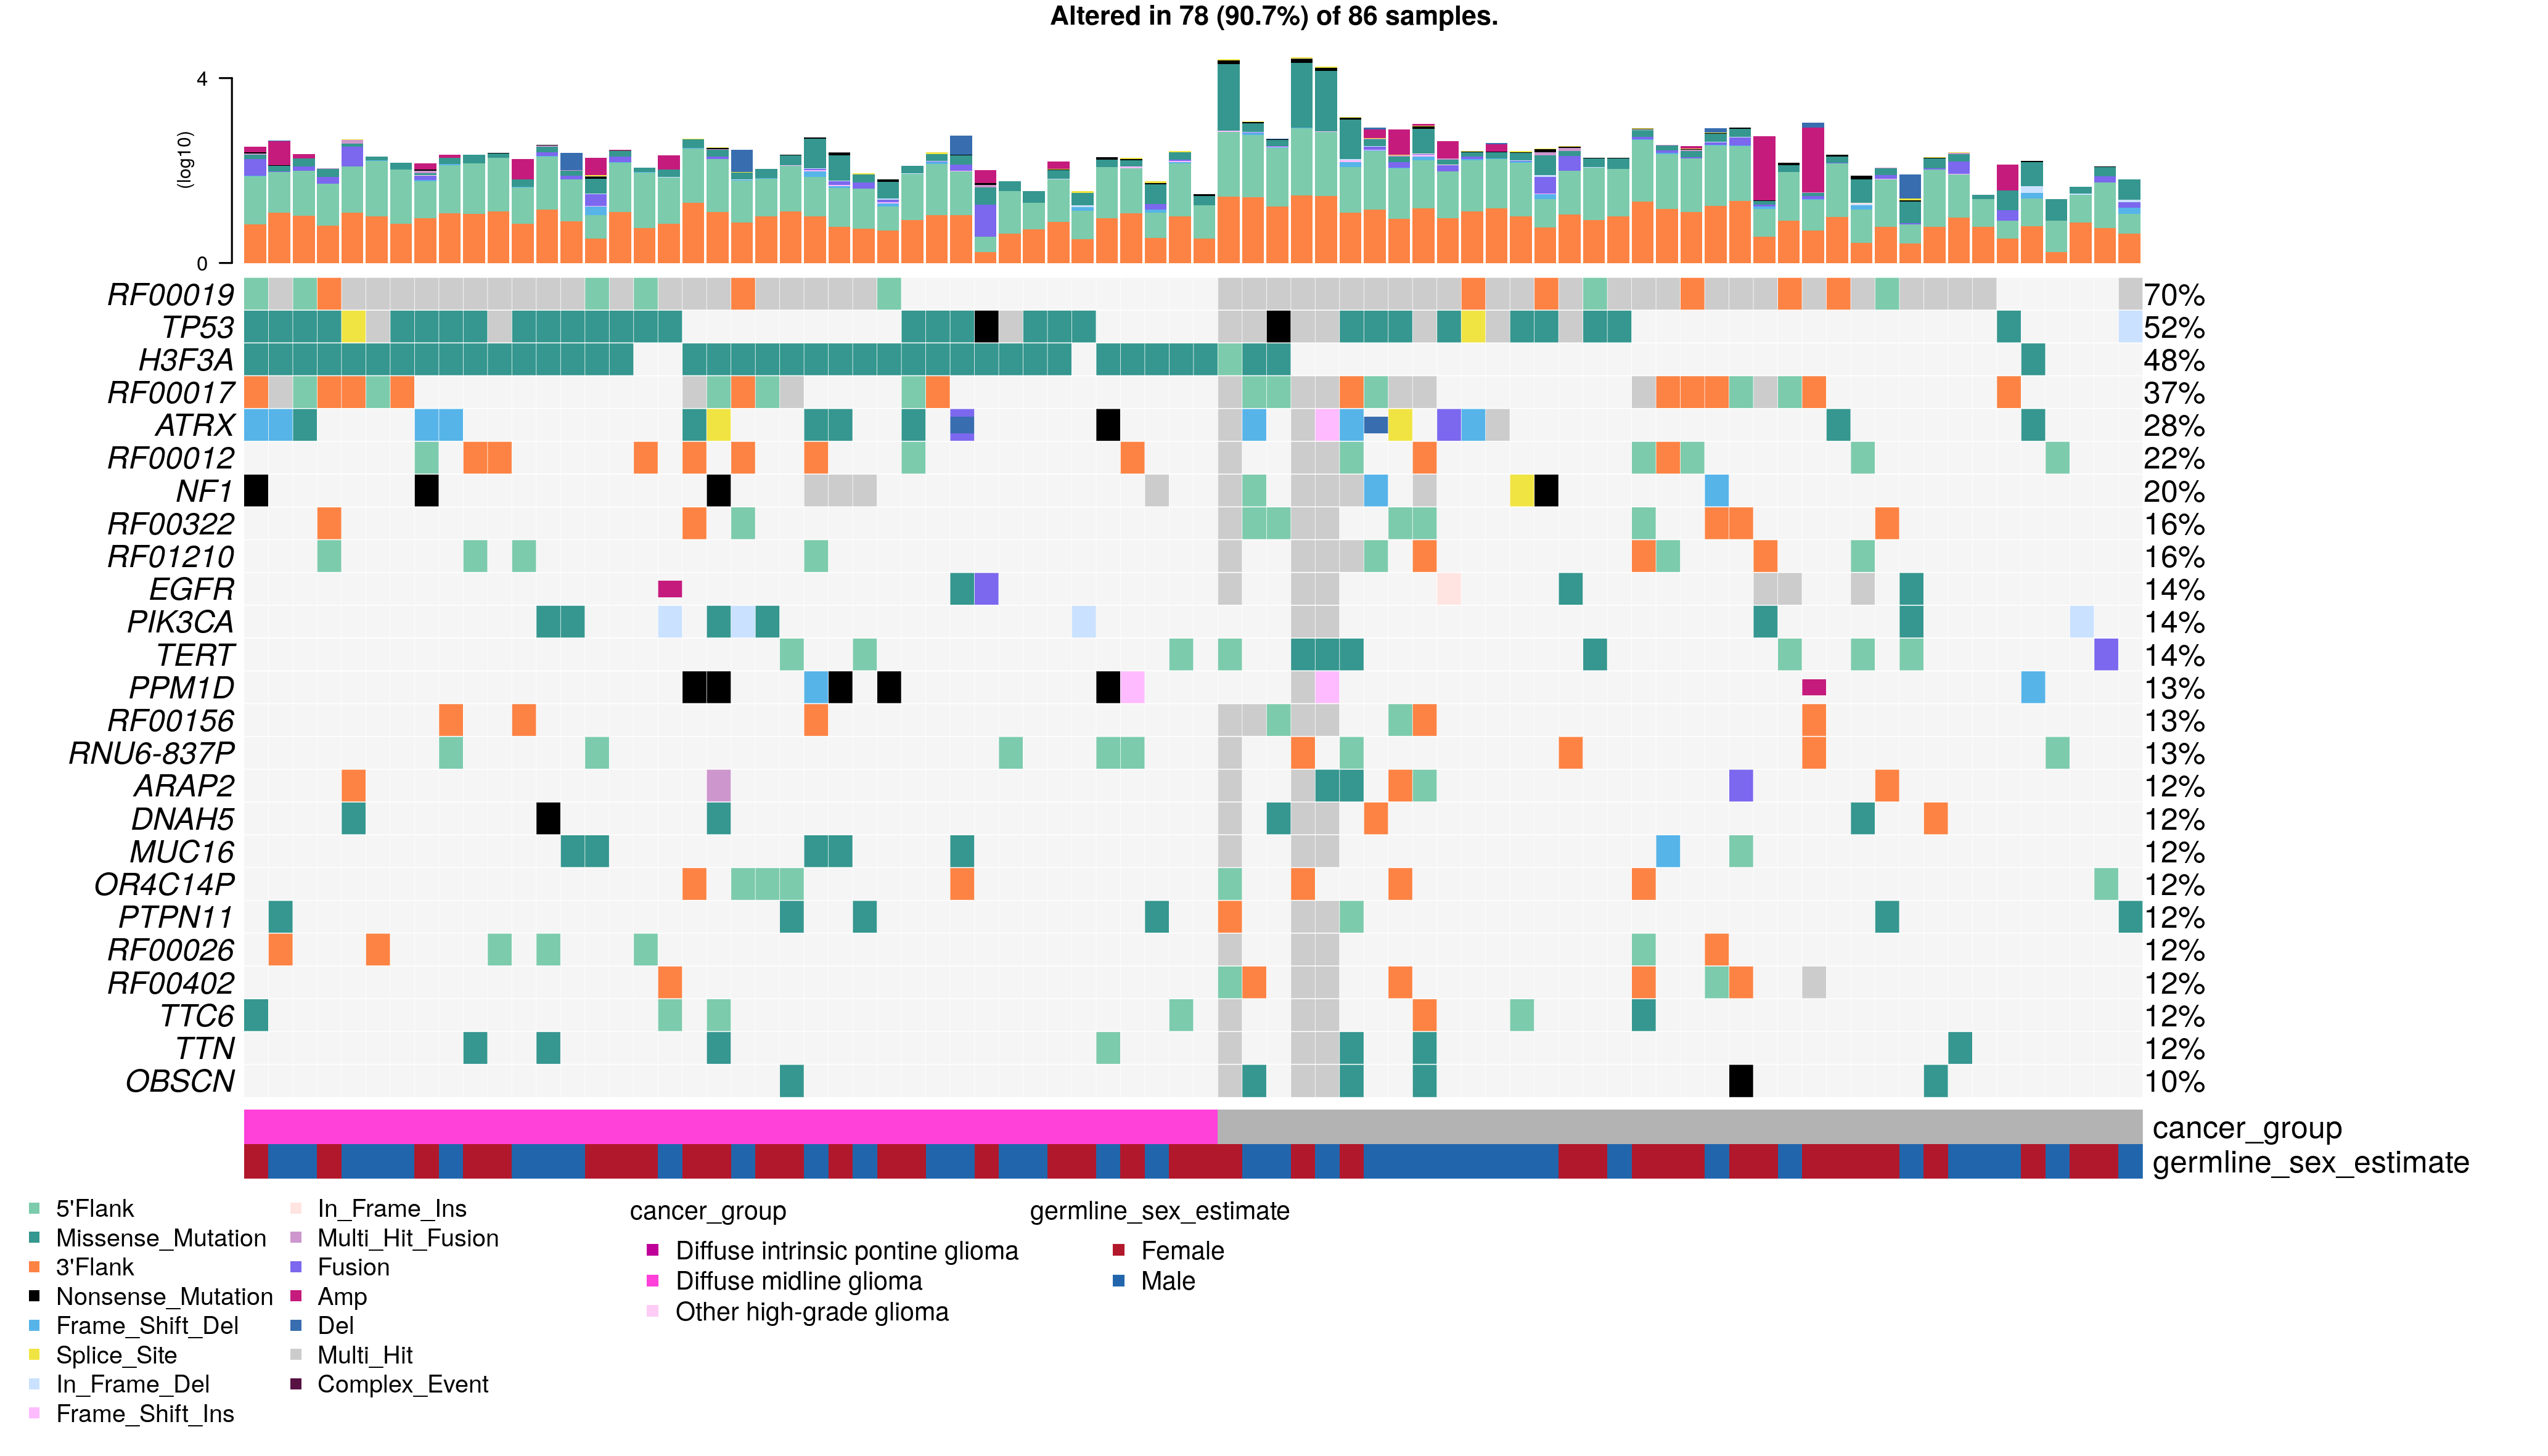 Altered in 78 (90.7%) of 86 samples.
4
(log10)
0
RF00019 70%
TP53 52%
H3F3A 48%
RF00017 37%
ATRX 28%
RF00012 22%
NF1 20%
RF00322 16%
RF01210 16%
EGFR 14%
PIK3CA 14%
TERT 14%
PPM1D 13%
RF00156 13%
RNU6-837P 13%
ARAP2 12%
DNAH5 12%
MUC16 12%
OR4C14P 12%
PTPN11 12%
RF00026 12%
RF00402 12%
TTC6 12%
TTN 12%
OBSCN 10%
cancer_group
germline_sex_estimate
5'Flank
Missense_Mutation
3'Flank
Nonsense_Mutation
Frame_Shift_Del
Splice_Site
In_Frame_Del
Frame_Shift_Ins
In_Frame_Ins
Multi_Hit_Fusion
Fusion
Amp
Del
Multi_Hit
Complex_Event
cancer_group
Diffuse intrinsic pontine glioma
Diffuse midline glioma
Other high-grade glioma
germline_sex_estimate
Female
Male